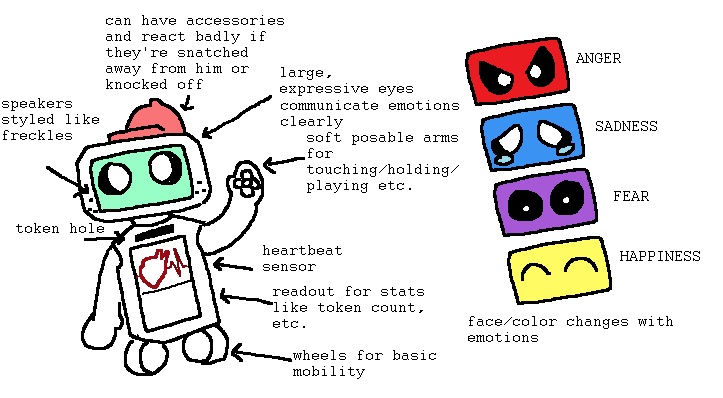 can have accessories
and react badly if
they're snatched
away from him or
knocked off
large,
expressive eyes
communicate emotions
clearly
speakers
styled like
freckles
soft posable arms
for
touching/holding/
playing etc.
token hole
heartbeat
sensor
readout for stats
like token count,
etc.
wheels for basic
mobility
ANGER
SADNESS
FEAR
HAPPINESS
face/color changes with
emotions